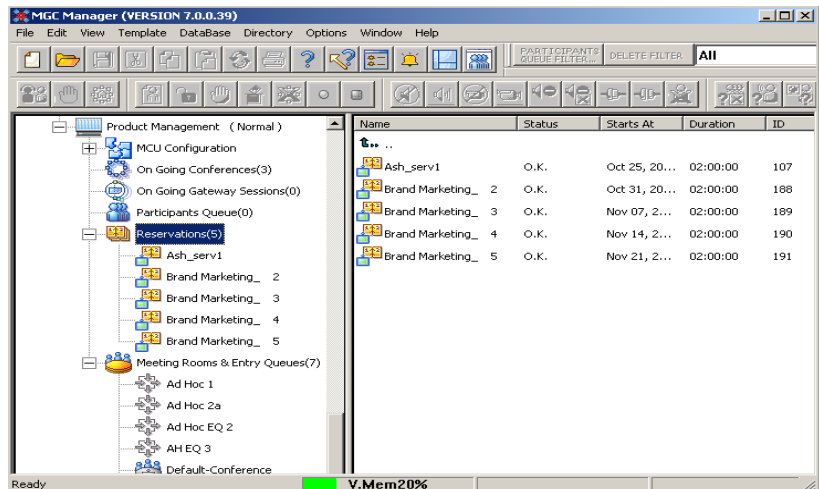 MGC Manager (VERSION 7.0.0.39)
File Edit View Template DataBase Directory Options Window Help
PARTICIPANTS QUEUE FILTER... DELETE FILTER All
Product Management ( Normal )
MCU Configuration
On Going Conferences(3)
On Going Gateway Sessions(0)
Participants Queue(0)
Reservations(5)
Ash_serv1
Brand Marketing_ 2
Brand Marketing_ 3
Brand Marketing_ 4
Brand Marketing_ 5
Meeting Rooms & Entry Queues(7)
Ad Hoc 1
Ad Hoc 2a
Ad Hoc EQ 2
AH EQ 3
Default-Conference
Name Status Starts At Duration ID
..
Ash_serv1 O.K. Oct 25, 20... 02:00:00 107
Brand Marketing_ 2 O.K. Oct 31, 20... 02:00:00 188
Brand Marketing_ 3 O.K. Nov 07, 2... 02:00:00 189
Brand Marketing_ 4 O.K. Nov 14, 2... 02:00:00 190
Brand Marketing_ 5 O.K. Nov 21, 2... 02:00:00 191
Ready V.Mem20%